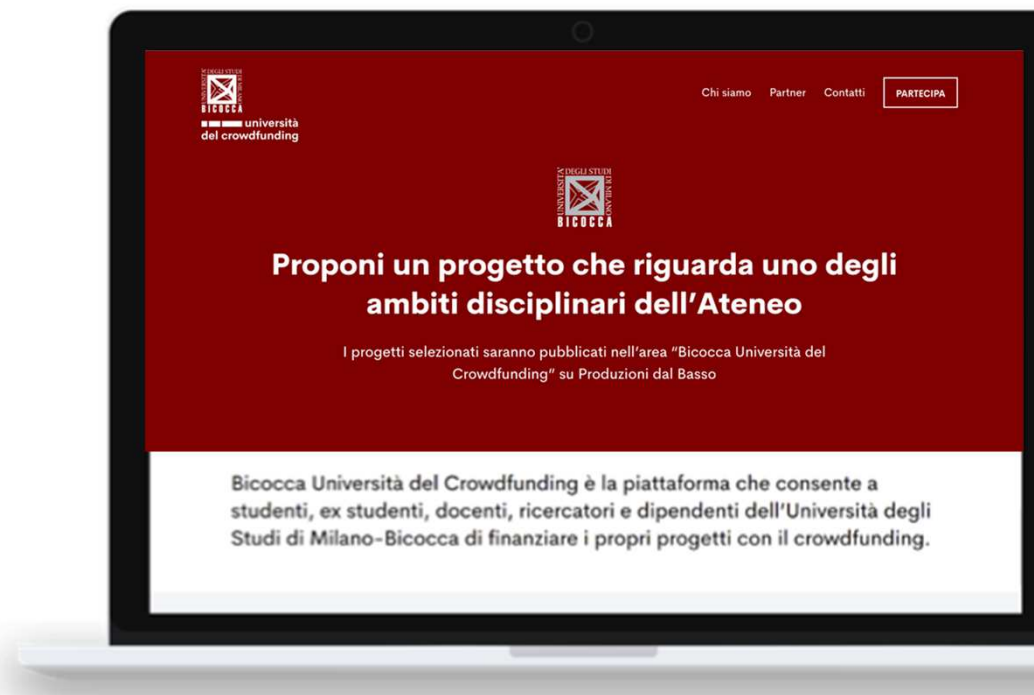 UNIVERSITA' DEGLI STUDI DI MILANO
BICOCCA
università
del crowdfunding
Chi siamo Partner Contatti PARTECIPA
UNIVERSITA' DEGLI STUDI DI MILANO
BICOCCA
Proponi un progetto che riguarda uno degli
ambiti disciplinari dell'Ateneo
I progetti selezionati saranno pubblicati nell'area "Bicocca Università del
Crowdfunding" su Produzioni dal Basso
Bicocca Università del Crowdfunding è la piattaforma che consente a
studenti, ex studenti, docenti, ricercatori e dipendenti dell'Università degli
Studi di Milano-Bicocca di finanziare i propri progetti con il crowdfunding.